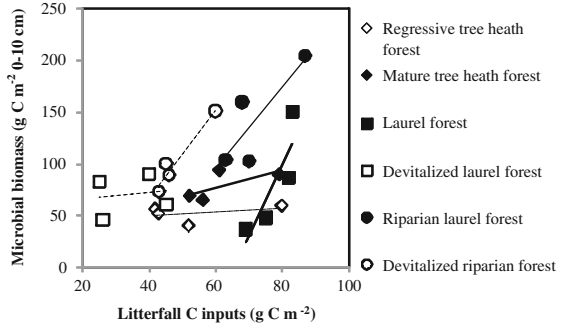 Microbial biomass (g C m⁻² 0-10 cm)
250
200
150
100
50
0
20
40
60
80
100
Litterfall C inputs (g C m⁻²)
Regressive tree heath
forest
Mature tree heath forest
Laurel forest
Devitalized laurel forest
Riparian laurel forest
Devitalized riparian forest